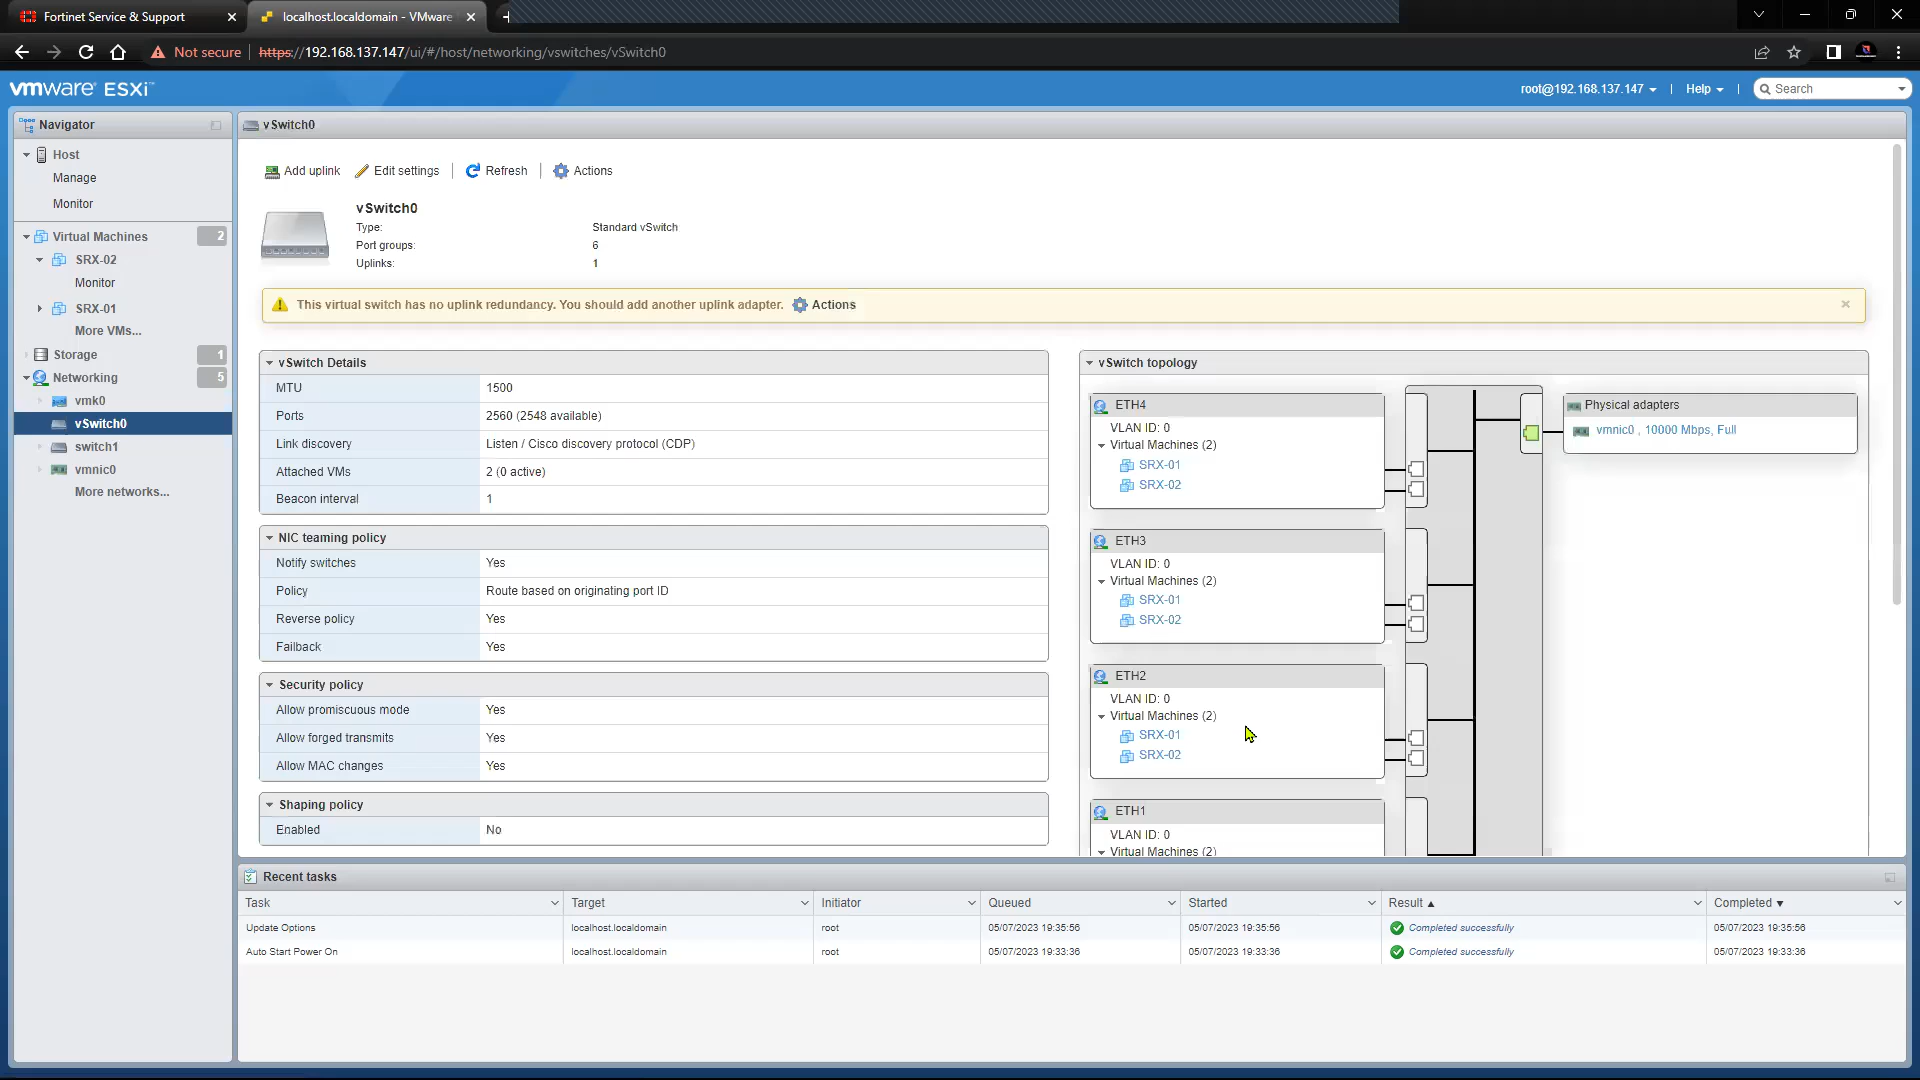 Fortinet Service & Support
localhost.localdomain - VMware
Not secure https://192.168.137.147/ui/#/host/networking/vswitches/vSwitch0
vmware ESXi™
root@192.168.137.147 | Help | Search
Navigator
Host
Manage
Monitor
Virtual Machines 2
SRX-02
Monitor
SRX-01
More VMs...
Storage 1
Networking 5
vmk0
vSwitch0
switch1
vmnic0
More networks...
vSwitch0
Add uplink Edit settings | Refresh | Actions
vSwitch0
Type: Standard vSwitch
Port groups: 6
Uplinks: 1
This virtual switch has no uplink redundancy. You should add another uplink adapter. Actions
vSwitch Details
MTU 1500
Ports 2560 (2548 available)
Link discovery Listen / Cisco discovery protocol (CDP)
Attached VMs 2 (0 active)
Beacon interval 1
NIC teaming policy
Notify switches Yes
Policy Route based on originating port ID
Reverse policy Yes
Failback Yes
Security policy
Allow promiscuous mode Yes
Allow forged transmits Yes
Allow MAC changes Yes
Shaping policy
Enabled No
vSwitch topology
ETH4
VLAN ID: 0
Virtual Machines (2)
SRX-01
SRX-02
ETH3
VLAN ID: 0
Virtual Machines (2)
SRX-01
SRX-02
ETH2
VLAN ID: 0
Virtual Machines (2)
SRX-01
SRX-02
ETH1
VLAN ID: 0
Virtual Machines (2)
Physical adapters
vmnic0 , 10000 Mbps, Full
Recent tasks
Task Target Initiator Queued Started Result Completed
Update Options localhost.localdomain root 05/07/2023 19:35:56 05/07/2023 19:35:56 Completed successfully 05/07/2023 19:35:56
Auto Start Power On localhost.localdomain root 05/07/2023 19:33:36 05/07/2023 19:33:36 Completed successfully 05/07/2023 19:33:36